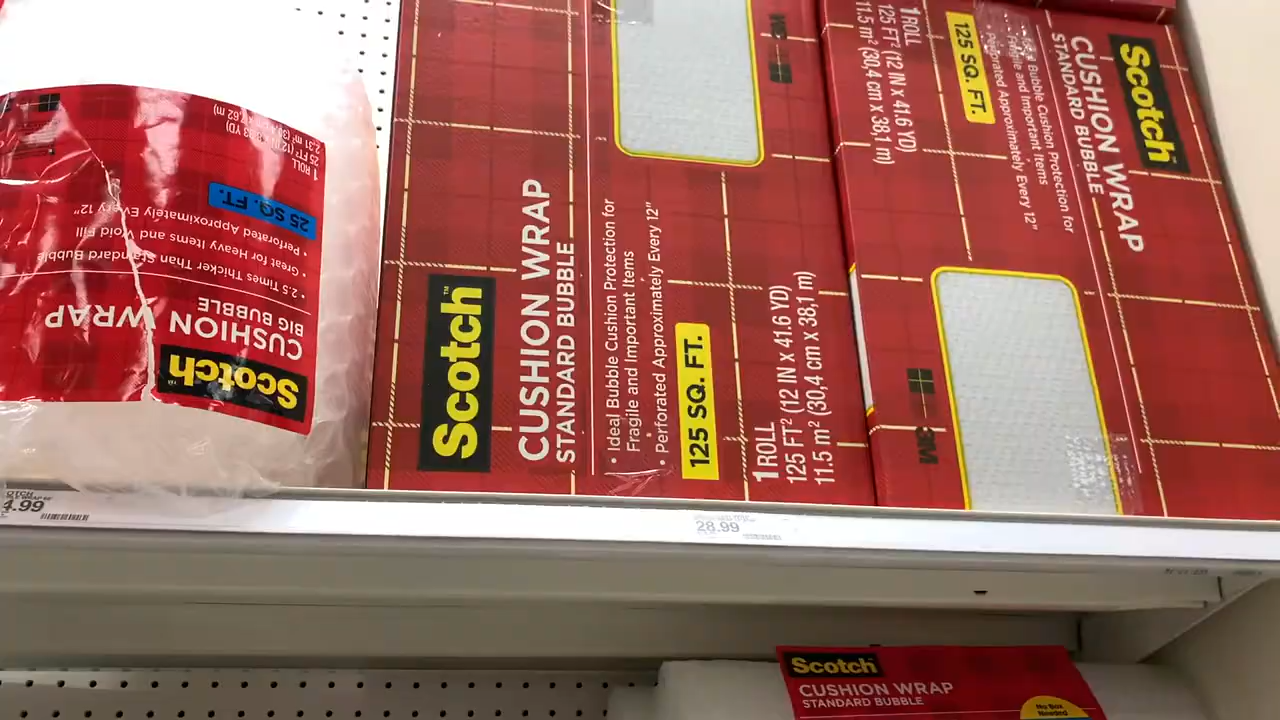 Scotch™
CUSHION WRAP
BIG BUBBLE
• 2.5 Times Thicker Than Standard Bubble
• Great for Heavy Items and Void Fill
• Perforated Approximately Every 12"
25 SQ. FT.
1 ROLL
Scotch™
CUSHION WRAP
STANDARD BUBBLE
• Ideal Bubble Cushion Protection for
Fragile and Important Items
• Perforated Approximately Every 12"
125 SQ. FT.
1 ROLL
125 FT² (12 IN x 41.6 YD)
11.5 m² (30,4 cm x 38,1 m)
3M
Scotch
CUSHION WRAP
STANDARD BUBBLE
Bubble Cushion Protection for
Fragile and Important Items
• Perforated Approximately Every 12"
125 SQ. FT.
1 ROLL
125 FT² (12 IN x 41.6 YD)
11.5 m² (30,4 cm x 38,1 m)
3M
4.99
28.99
Scotch
CUSHION WRAP
STANDARD BUBBLE
No Box
Needed